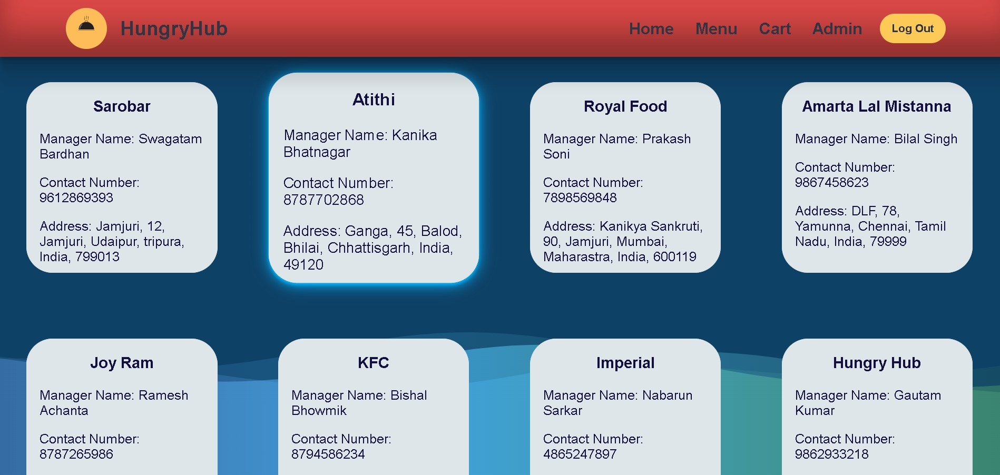 HungryHub
Home
Menu
Cart
Admin
Log Out
Sarobar
Manager Name: Swagatam
Bardhan
Contact Number:
9612869393
Address: Jamjuri, 12,
Jamjuri, Udaipur, tripura,
India, 799013
Atithi
Manager Name: Kanika
Bhatnagar
Contact Number:
8787702868
Address: Ganga, 45, Balod,
Bhilai, Chhattisgarh, India,
49120
Royal Food
Manager Name: Prakash
Soni
Contact Number:
7898569848
Address: Kanikya Sankruti,
90, Jamjuri, Mumbai,
Maharastra, India, 600119
Amarta Lal Mistanna
Manager Name: Bilal Singh
Contact Number:
9867458623
Address: DLF, 78,
Yamunna, Chennai, Tamil
Nadu, India, 79999
Joy Ram
Manager Name: Ramesh
Achanta
Contact Number:
8787265986
KFC
Manager Name: Bishal
Bhowmik
Contact Number:
8794586234
Imperial
Manager Name: Nabarun
Sarkar
Contact Number:
4865247897
Hungry Hub
Manager Name: Gautam
Kumar
Contact Number:
9862933218